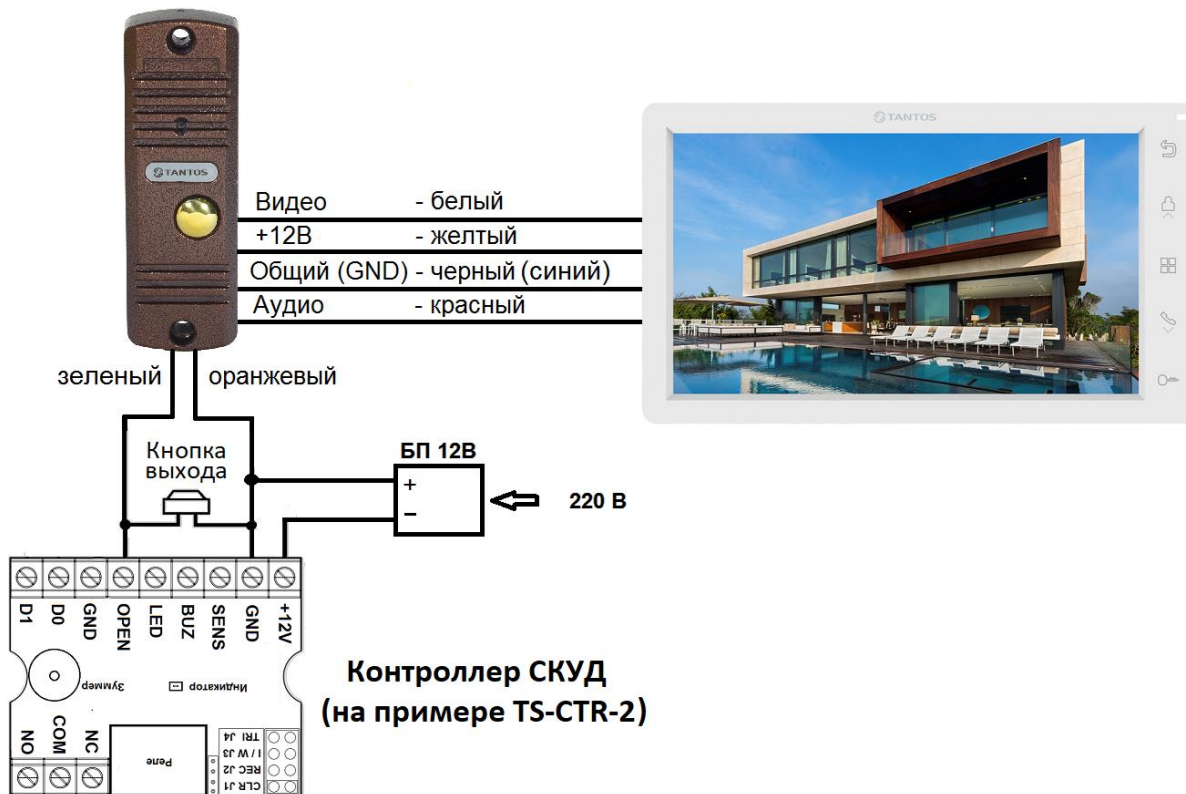 TANTOS
TANTOS
Видео - белый
+12В - желтый
Общий (GND) - черный (синий)
Аудио - красный
зеленый
оранжевый
Кнопка
выхода
БП 12В
+
−
220 В
D1
D0
GND
OPEN
LED
BUZ
SENS
GND
+12V
Зуммер
Индикатор
Контроллер СКУД
(на примере TS-CTR-2)
NO
COM
NC
Реле
TRI J4
I / W J3
REC J2
CLR J1